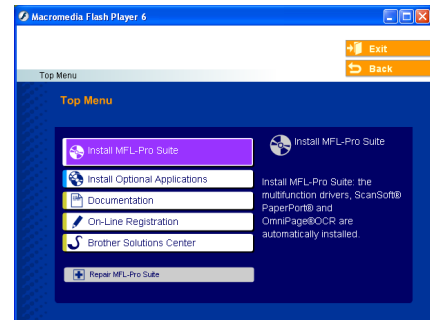 Macromedia Flash Player 6
Exit
Back
Top Menu
Top Menu
Install MFL-Pro Suite
Install Optional Applications
Documentation
On-Line Registration
Brother Solutions Center
Repair MFL-Pro Suite
Install MFL-Pro Suite
Install MFL-Pro Suite: the
multifunction drivers, ScanSoft®
PaperPort® and
OmniPage®OCR are
automatically installed.